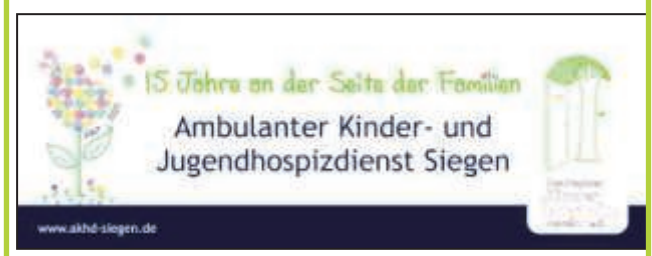 15 Jahre an der Seite der Familien
Ambulanter Kinder- und
Jugendhospizdienst Siegen
www.akhd-siegen.de